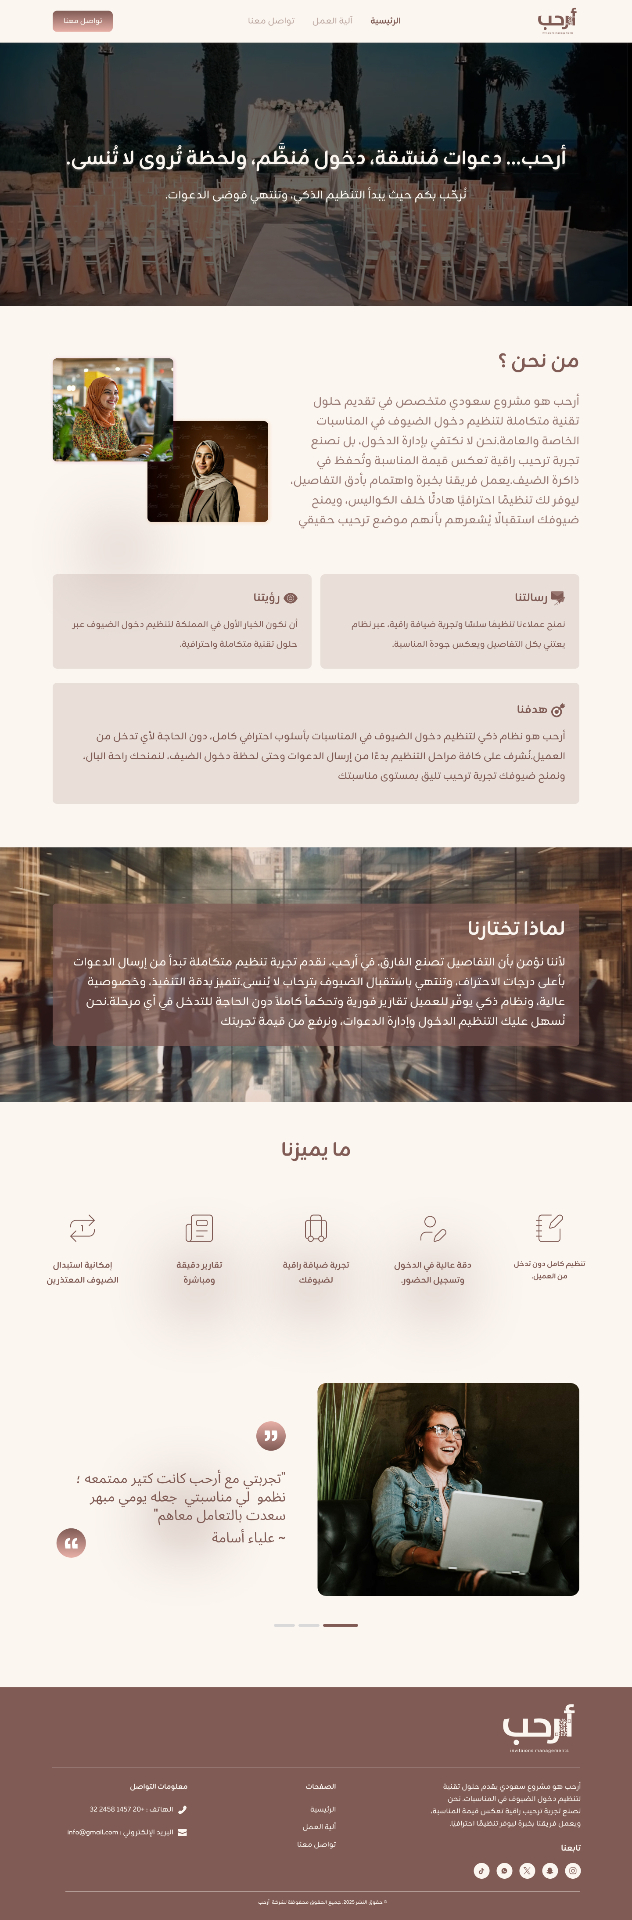 أرحب
الرئيسية
آلية العمل
تواصل معنا
تواصل معنا
أرحب... دعوات مُنسّقة، دخول مُنظَّم، ولحظة تُروى لا تُنسى.
نُرحّب بكم حيث يبدأ التنظيم الذكي، وتنتهي فوضى الدعوات.
من نحن ؟
أرحب هو مشروع سعودي متخصص في تقديم حلول
تقنية متكاملة لتنظيم دخول الضيوف في المناسبات
الخاصة والعامة.نحن لا نكتفي بإدارة الدخول، بل نصنع
تجربة ترحيب راقية تعكس قيمة المناسبة وتُحفظ في
ذاكرة الضيف.يعمل فريقنا بخبرة واهتمام بأدق التفاصيل،
ليوفر لك تنظيمًا احترافيًا هادئًا خلف الكواليس، ويمنح
ضيوفك استقبالًا يُشعرهم بأنهم موضع ترحيب حقيقي
رسالتنا
نمنح عملاءنا تنظيمًا سلسًا وتجربة ضيافة راقية، عبر نظام
يعتني بكل التفاصيل ويعكس جودة المناسبة.
رؤيتنا
أن نكون الخيار الأول في المملكة لتنظيم دخول الضيوف عبر
حلول تقنية متكاملة واحترافية.
هدفنا
أرحب هو نظام ذكي لتنظيم دخول الضيوف في المناسبات بأسلوب احترافي كامل، دون الحاجة لأي تدخل من
العميل.نُشرف على كافة مراحل التنظيم بدءًا من إرسال الدعوات وحتى لحظة دخول الضيف، لنمنحك راحة البال،
ونمنح ضيوفك تجربة ترحيب تليق بمستوى مناسبتك
لماذا تختارنا
لأننا نؤمن بأن التفاصيل تصنع الفارق، في أرحب، نقدم تجربة تنظيم متكاملة تبدأ من إرسال الدعوات
بأعلى درجات الاحتراف، وتنتهي باستقبال الضيوف بترحاب لا يُنسى.نتميز بدقة التنفيذ، وخصوصية
عالية، ونظام ذكي يوفّر للعميل تقارير فورية وتحكماً كاملاً دون الحاجة للتدخل في أي مرحلة.نحن
نُسهل عليك التنظيم الدخول وإدارة الدعوات، ونرفع من قيمة تجربتك
ما يميزنا
تنظيم كامل دون تدخل
من العميل.
دقة عالية في الدخول
وتسجيل الحضور.
تجربة ضيافة راقية
لضيوفك
تقارير دقيقة
ومباشرة
إمكانية استبدال
الضيوف المعتذرين
"تجربتي مع أرحب كانت كتير ممتمعه ؛
نظمو لي مناسبتي جعله يومي مبهر
سعدت بالتعامل معاهم"
~ علياء أسامة
أرحب
invitations managements
أرحب هو مشروع سعودي يقدم حلول تقنية
لتنظيم دخول الضيوف في المناسبات. نحن
نصنع تجربة ترحيب راقية تعكس قيمة المناسبة،
ويعمل فريقنا بخبرة ليوفر تنظيمًا احترافيًا.
تابعنا
الصفحات
الرئيسية
آلية العمل
تواصل معنا
معلومات التواصل
الهاتف : +20 1457 2458 32
البريد الإلكتروني : info@gmail.com
© حقوق النشر 2025، جميع الحقوق محفوظة لشركة أرحب